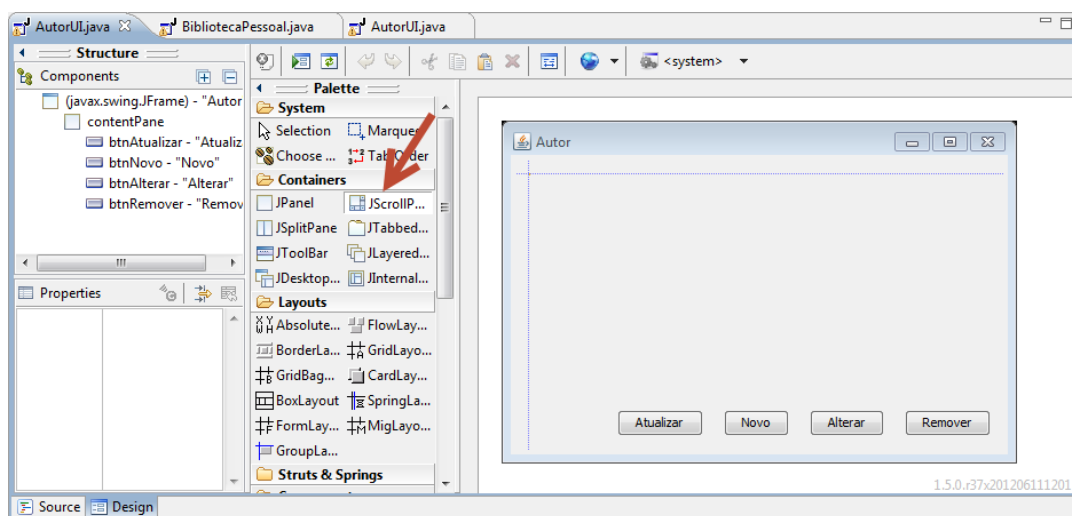 AutorUI.java BibliotecaPessoal.java AutorUI.java
Structure
Components
(javax.swing.JFrame) - "Autor
contentPane
btnAtualizar - "Atualiz
btnNovo - "Novo"
btnAlterar - "Alterar"
btnRemover - "Remov
Properties
<system>
Palette
System
Selection Marquee
Choose ... Tab Order
Containers
JPanel JScrollP...
JSplitPane JTabbed...
JToolBar JLayered...
JDesktop... JInternal...
Layouts
Absolute... FlowLay...
BorderLa... GridLayo...
GridBag... CardLay...
BoxLayout SpringLa...
FormLay... MigLayo...
GroupLa...
Struts & Springs
Autor
Atualizar Novo Alterar Remover
1.5.0.r37x201206111201
Source Design